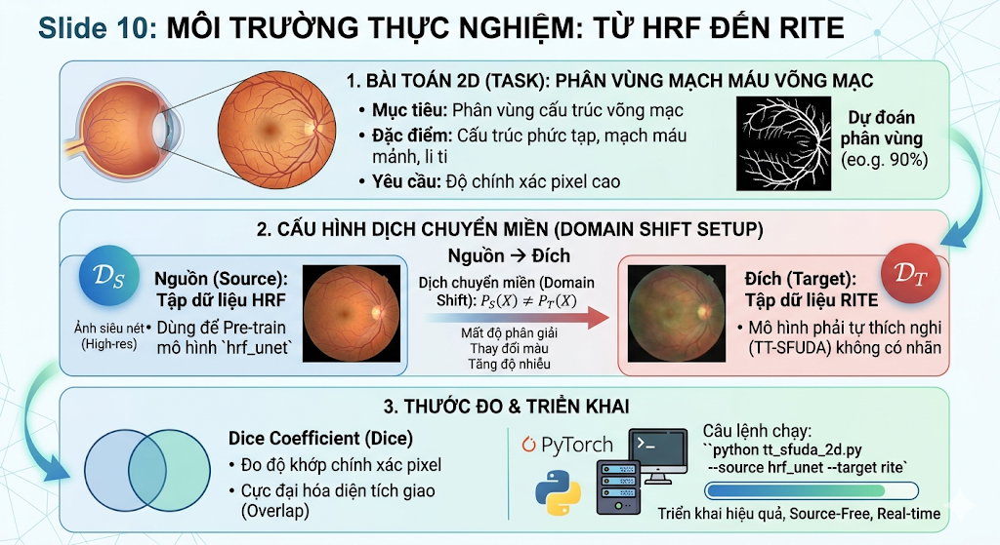 Slide 10: MÔI TRƯỜNG THỰC NGHIỆM: TỪ HRF ĐẾN RITE
1. BÀI TOÁN 2D (TASK): PHÂN VÙNG MẠCH MÁU VÕNG MẠC
• Mục tiêu: Phân vùng cấu trúc võng mạc
• Đặc điểm: Cấu trúc phức tạp, mạch máu
mảnh, li ti
• Yêu cầu: Độ chính xác pixel cao
Dự đoán
phân vùng
(eo.g. 90%)
2. CẤU HÌNH DỊCH CHUYỂN MIỀN (DOMAIN SHIFT SETUP)
D_S
Nguồn (Source):
Tập dữ liệu HRF
Ảnh siêu nét
(High-res)
• Dùng để Pre-train
mô hình `hrf_unet`
Nguồn → Đích
Dịch chuyển miền (Domain
Shift): P_S(X) ≠ P_T(X)
Mất độ phân giải
Thay đổi màu
Tăng độ nhiễu
Đích (Target):
Tập dữ liệu RITE
D_T
• Mô hình phải tự thích nghi
(TT-SFUDA) không có nhãn
3. THƯỚC ĐO & TRIỂN KHAI
Dice Coefficient (Dice)
• Đo độ khớp chính xác pixel
• Cực đại hóa diện tích giao
(Overlap)
PyTorch
>_
Câu lệnh chạy:
``python tt_sfuda_2d.py
--source hrf_unet --target rite`
Triển khai hiệu quả, Source-Free, Real-time